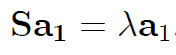 Sa₁ = λa₁.